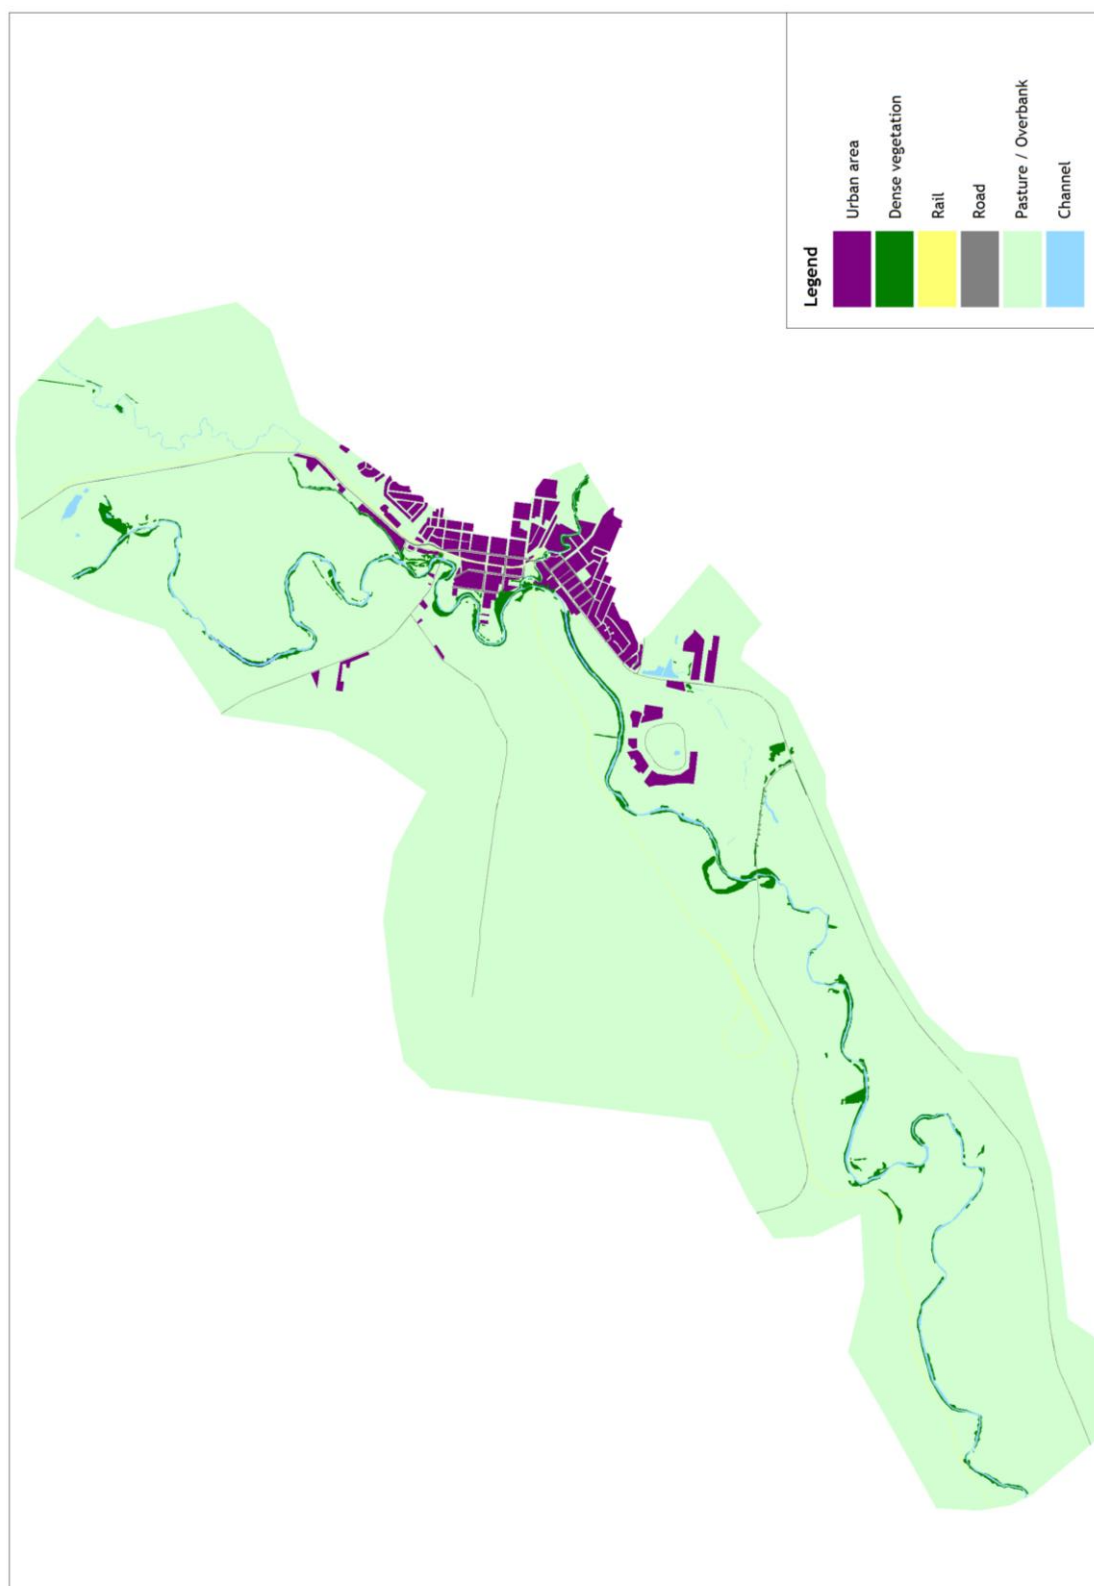 Legend
Urban area
Dense vegetation
Rail
Road
Pasture / Overbank
Channel